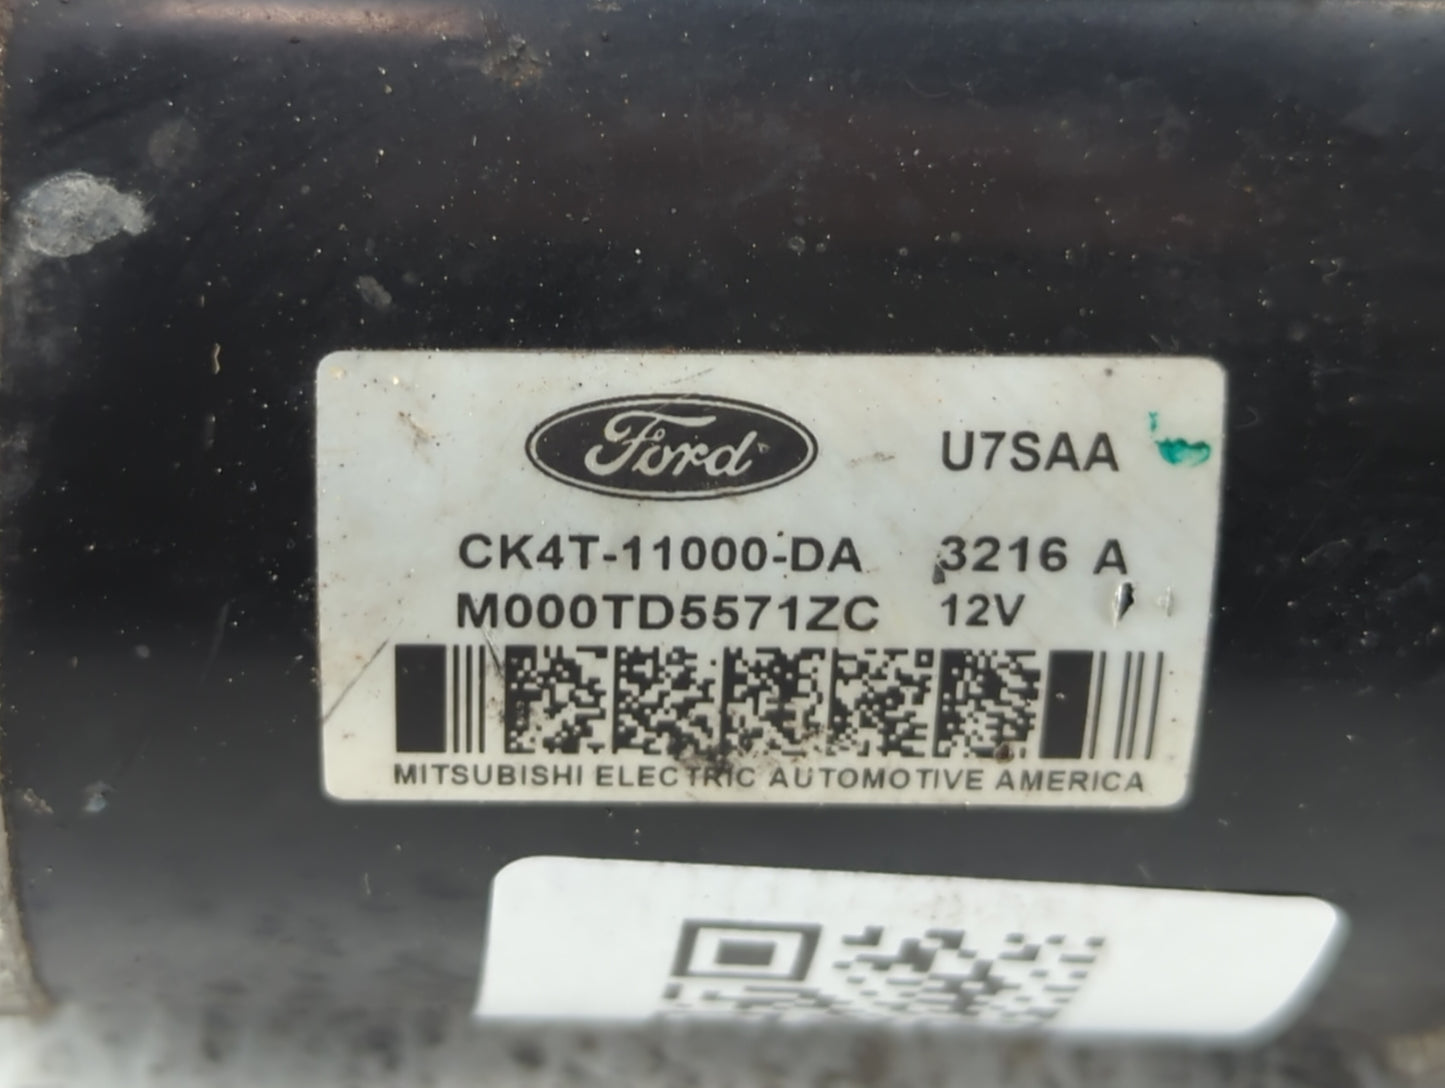 Ford U7SAA
CK4T-11000-DA 3216 A
M000TD5571ZC 12V
MITSUBISHI ELECTRIC AUTOMOTIVE AMERICA